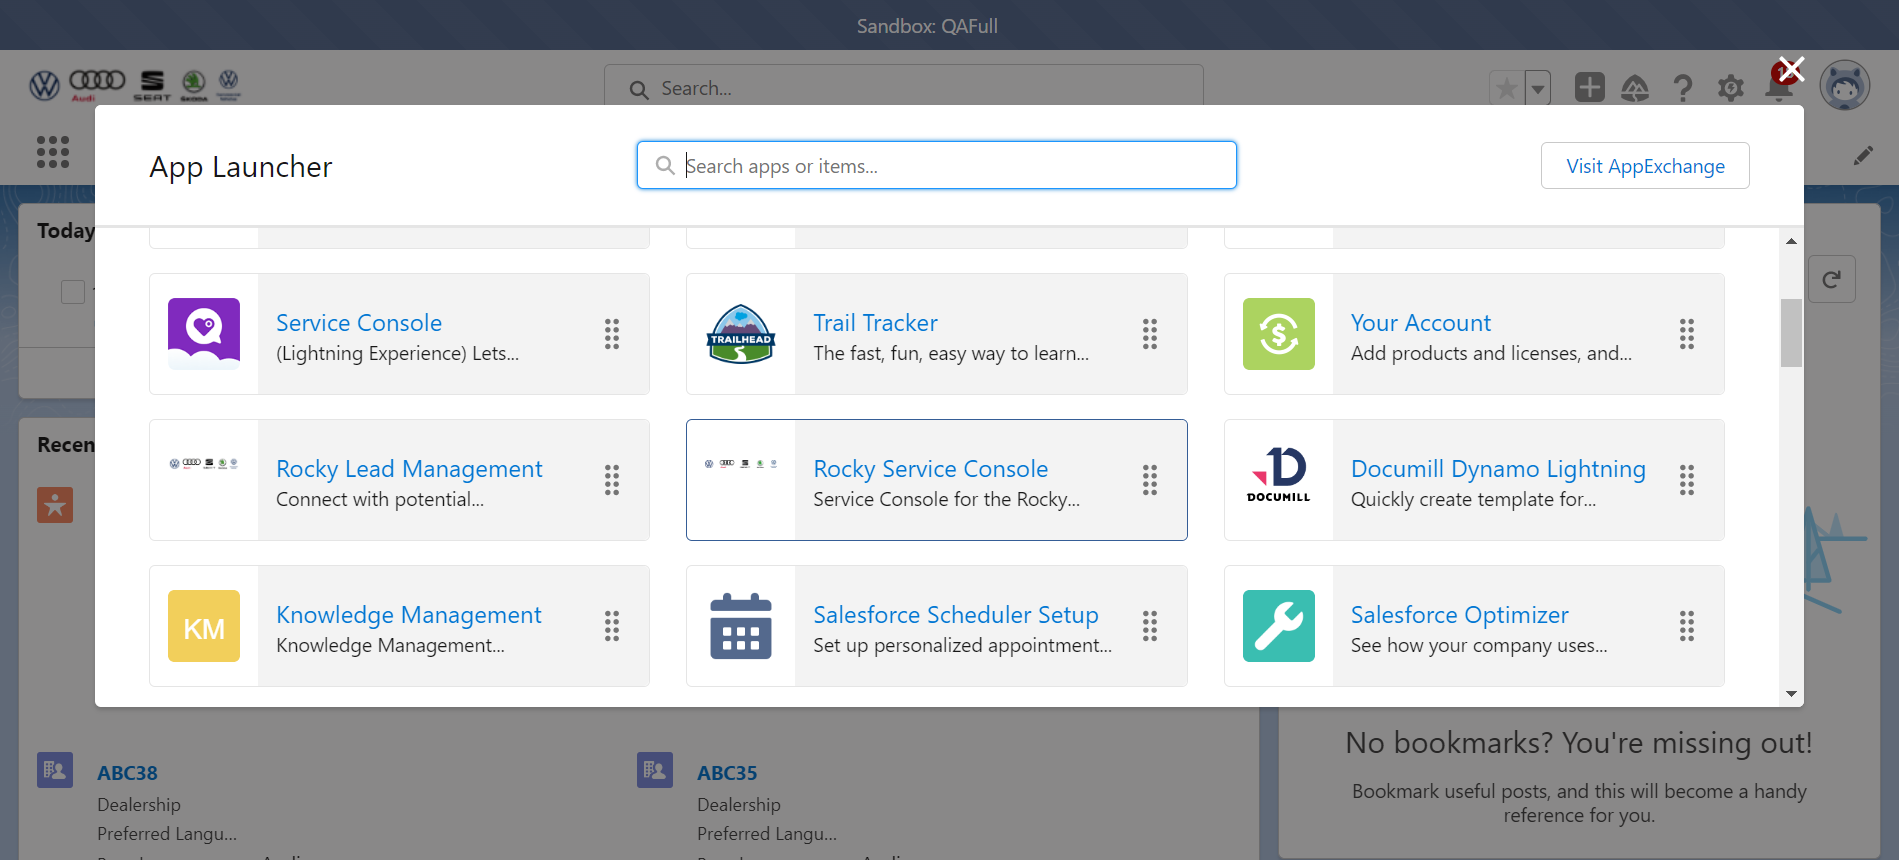 Sandbox: QAFull
Audi
SEAT
SKODA
Search...
App Launcher
Search apps or items...
Visit AppExchange
Today
Service Console
(Lightning Experience) Lets...
TRAILHEAD
Trail Tracker
The fast, fun, easy way to learn...
Your Account
Add products and licenses, and...
Recen
Rocky Lead Management
Connect with potential...
Rocky Service Console
Service Console for the Rocky...
DOCUMILL
Documill Dynamo Lightning
Quickly create template for...
KM
Knowledge Management
Knowledge Management...
Salesforce Scheduler Setup
Set up personalized appointment...
Salesforce Optimizer
See how your company uses...
No bookmarks? You're missing out!
Bookmark useful posts, and this will become a handy
reference for you.
ABC38
Dealership
Preferred Langu...
ABC35
Dealership
Preferred Langu...